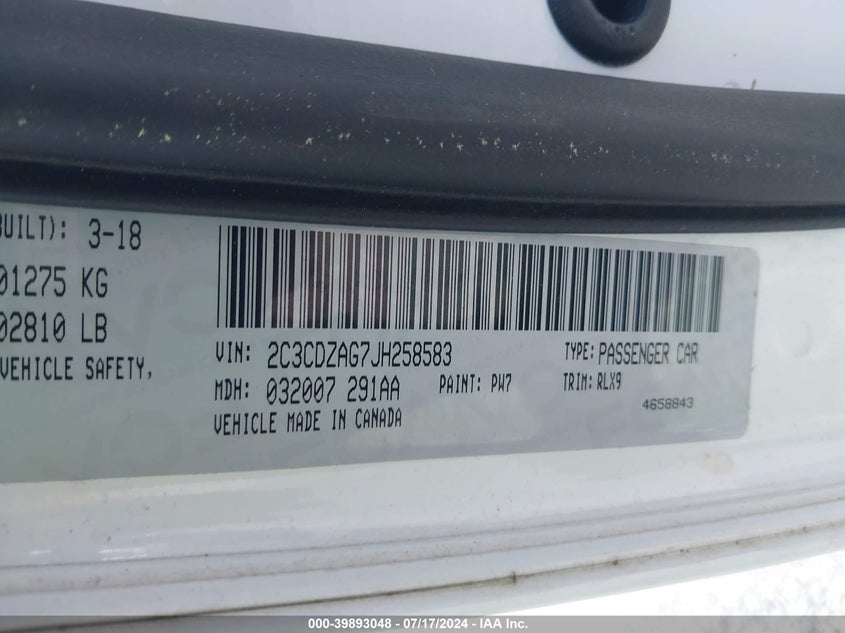 BUILT): 3-18
01275 KG
02810 LB
VEHICLE SAFETY,
VIN: 2C3CDZAG7JH258583
TYPE: PASSENGER CAR
MDH: 032007 291AA
PAINT: PW7
TRIM: RLX9
VEHICLE MADE IN CANADA
4658843
000-39893048 - 07/17/2024 - IAA Inc.